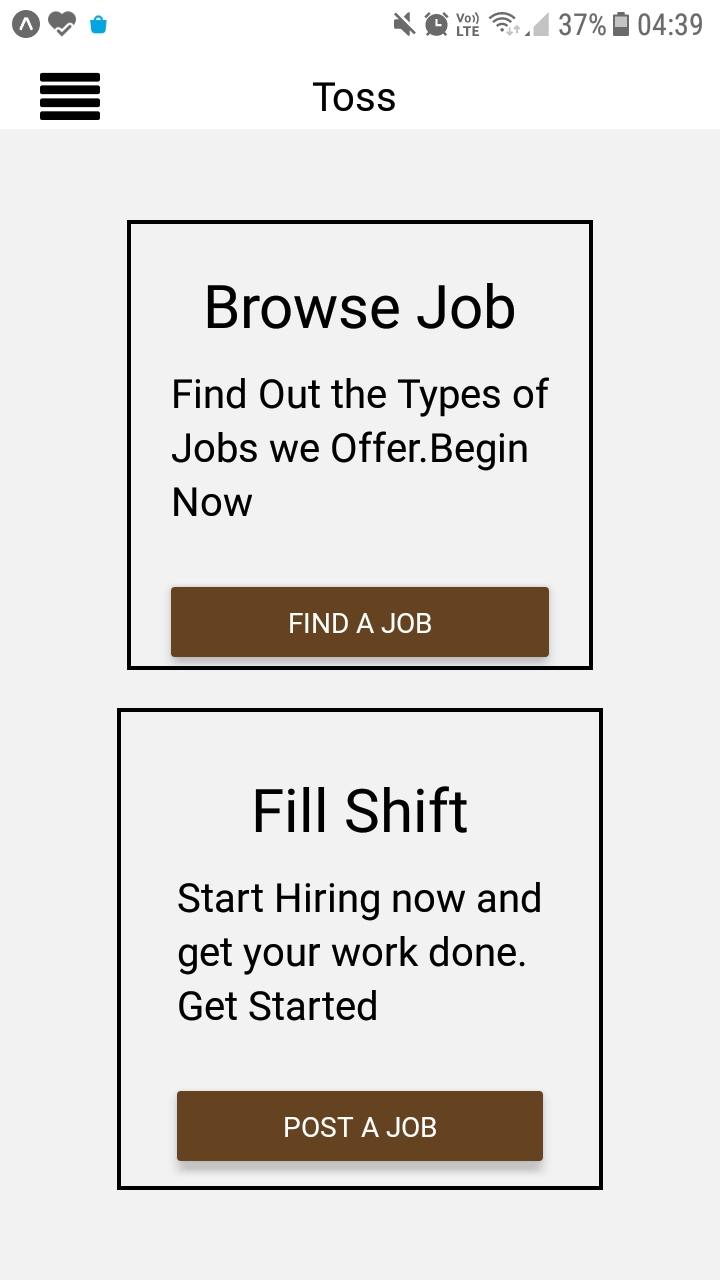 Vo)) LTE 37% 04:39
Toss
Browse Job
Find Out the Types of
Jobs we Offer.Begin
Now
FIND A JOB
Fill Shift
Start Hiring now and
get your work done.
Get Started
POST A JOB